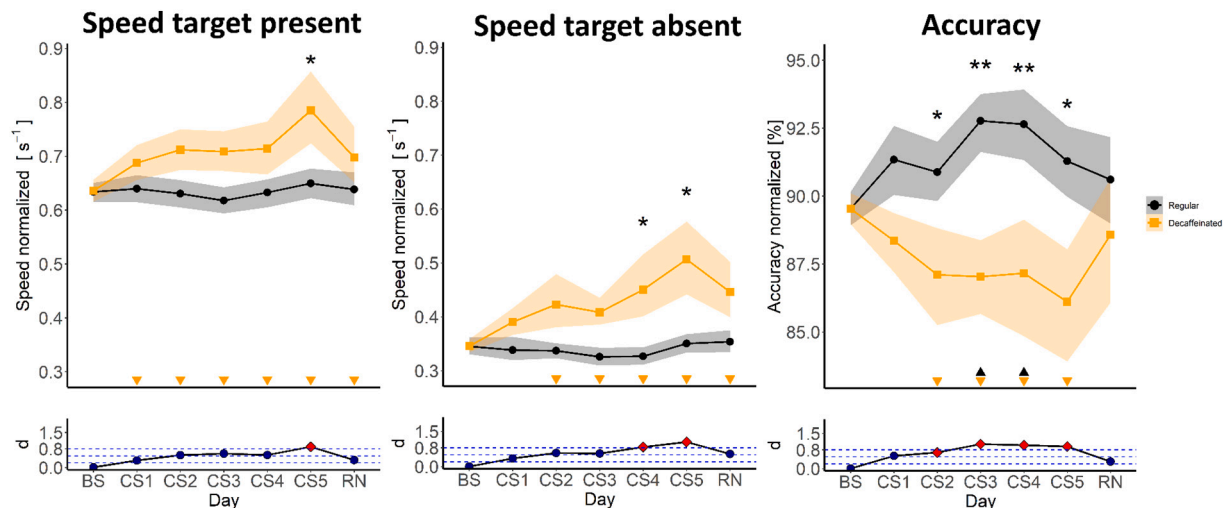 Speed target present
Speed normalized [ s⁻¹ ]
0.9
0.8
0.7
0.6
0.5
0.4
0.3
*
d
1.5
0.8
0.0
BS CS1 CS2 CS3 CS4 CS5 RN
Day
Speed target absent
Speed normalized [ s⁻¹ ]
0.9
0.8
0.7
0.6
0.5
0.4
0.3
* *
d
1.5
0.8
0.0
BS CS1 CS2 CS3 CS4 CS5 RN
Day
Accuracy
Accuracy normalized [%]
95.0
92.5
90.0
87.5
85.0
* ** ** *
d
1.5
0.8
0.0
BS CS1 CS2 CS3 CS4 CS5 RN
Day
Regular
Decaffeinated